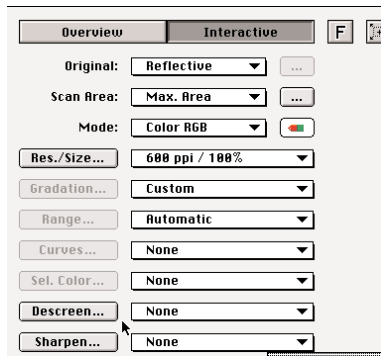 Overview Interactive F
Original: Reflective ...
Scan Area: Max. Area ...
Mode: Color RGB
Res./Size... 600 ppi / 100%
Gradation... Custom
Range... Automatic
Curves... None
Sel. Color... None
Descreen... None
Sharpen... None